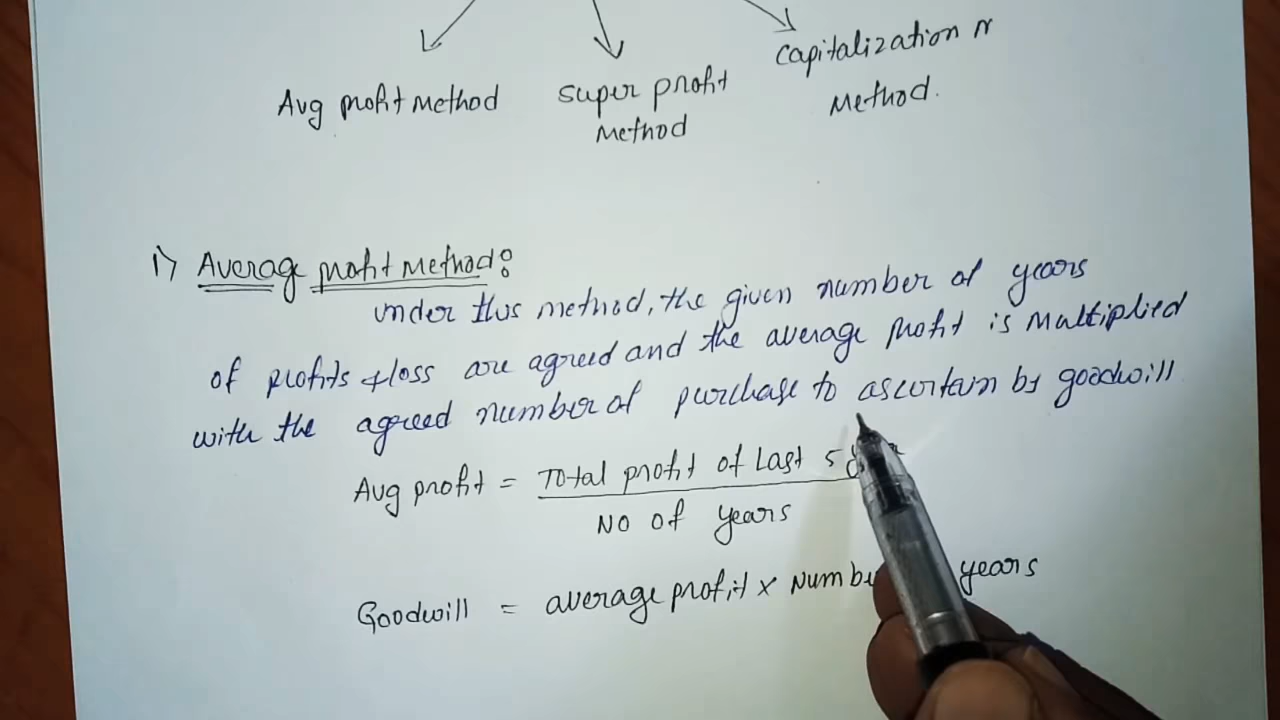 Avg profit method
super profit
Method
Capitalization
Method.
1) Average profit method:
under this method, the given number of years
of profits + loss are agreed and the average profit is multiplied
with the agreed number of purchase to ascertain by goodwill
Avg profit = Total profit of Last 5
No of years
Goodwill = average profit x Numbe years